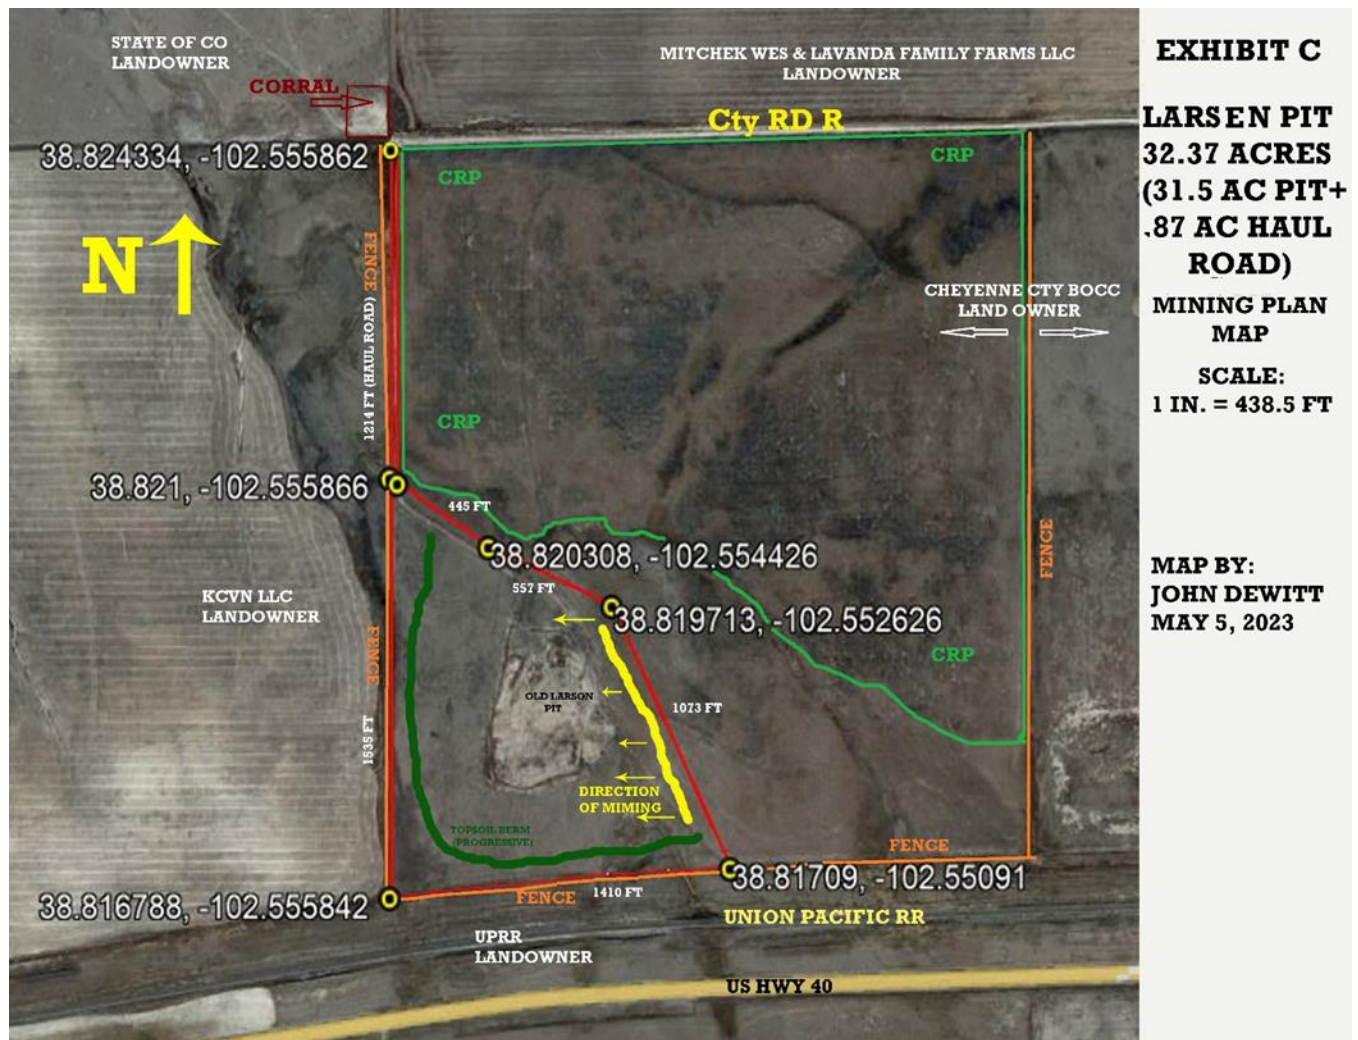 STATE OF CO
LANDOWNER
CORRAL
MITCHEK WES & LAVANDA FAMILY FARMS LLC
LANDOWNER
Cty RD R
38.824334, -102.555862
CRP
CRP
N
FENCE
1214 FT (HAUL ROAD)
CHEYENNE CTY BOCC
LAND OWNER
CRP
38.821, -102.555866
445 FT
38.820308, -102.554426
557 FT
FENCE
KCVN LLC
LANDOWNER
38.819713, -102.552626
FENCE
CRP
OLD LARSON
PIT
1073 FT
1535 FT
DIRECTION
OF MIMING
TOPSOIL BERM
(PROGRESSIVE)
FENCE
38.81709, -102.55091
38.816788, -102.555842
FENCE
1410 FT
UNION PACIFIC RR
UPRR
LANDOWNER
US HWY 40
EXHIBIT C
LARSEN PIT
32.37 ACRES
(31.5 AC PIT+
.87 AC HAUL
ROAD)
MINING PLAN
MAP
SCALE:
1 IN. = 438.5 FT
MAP BY:
JOHN DEWITT
MAY 5, 2023